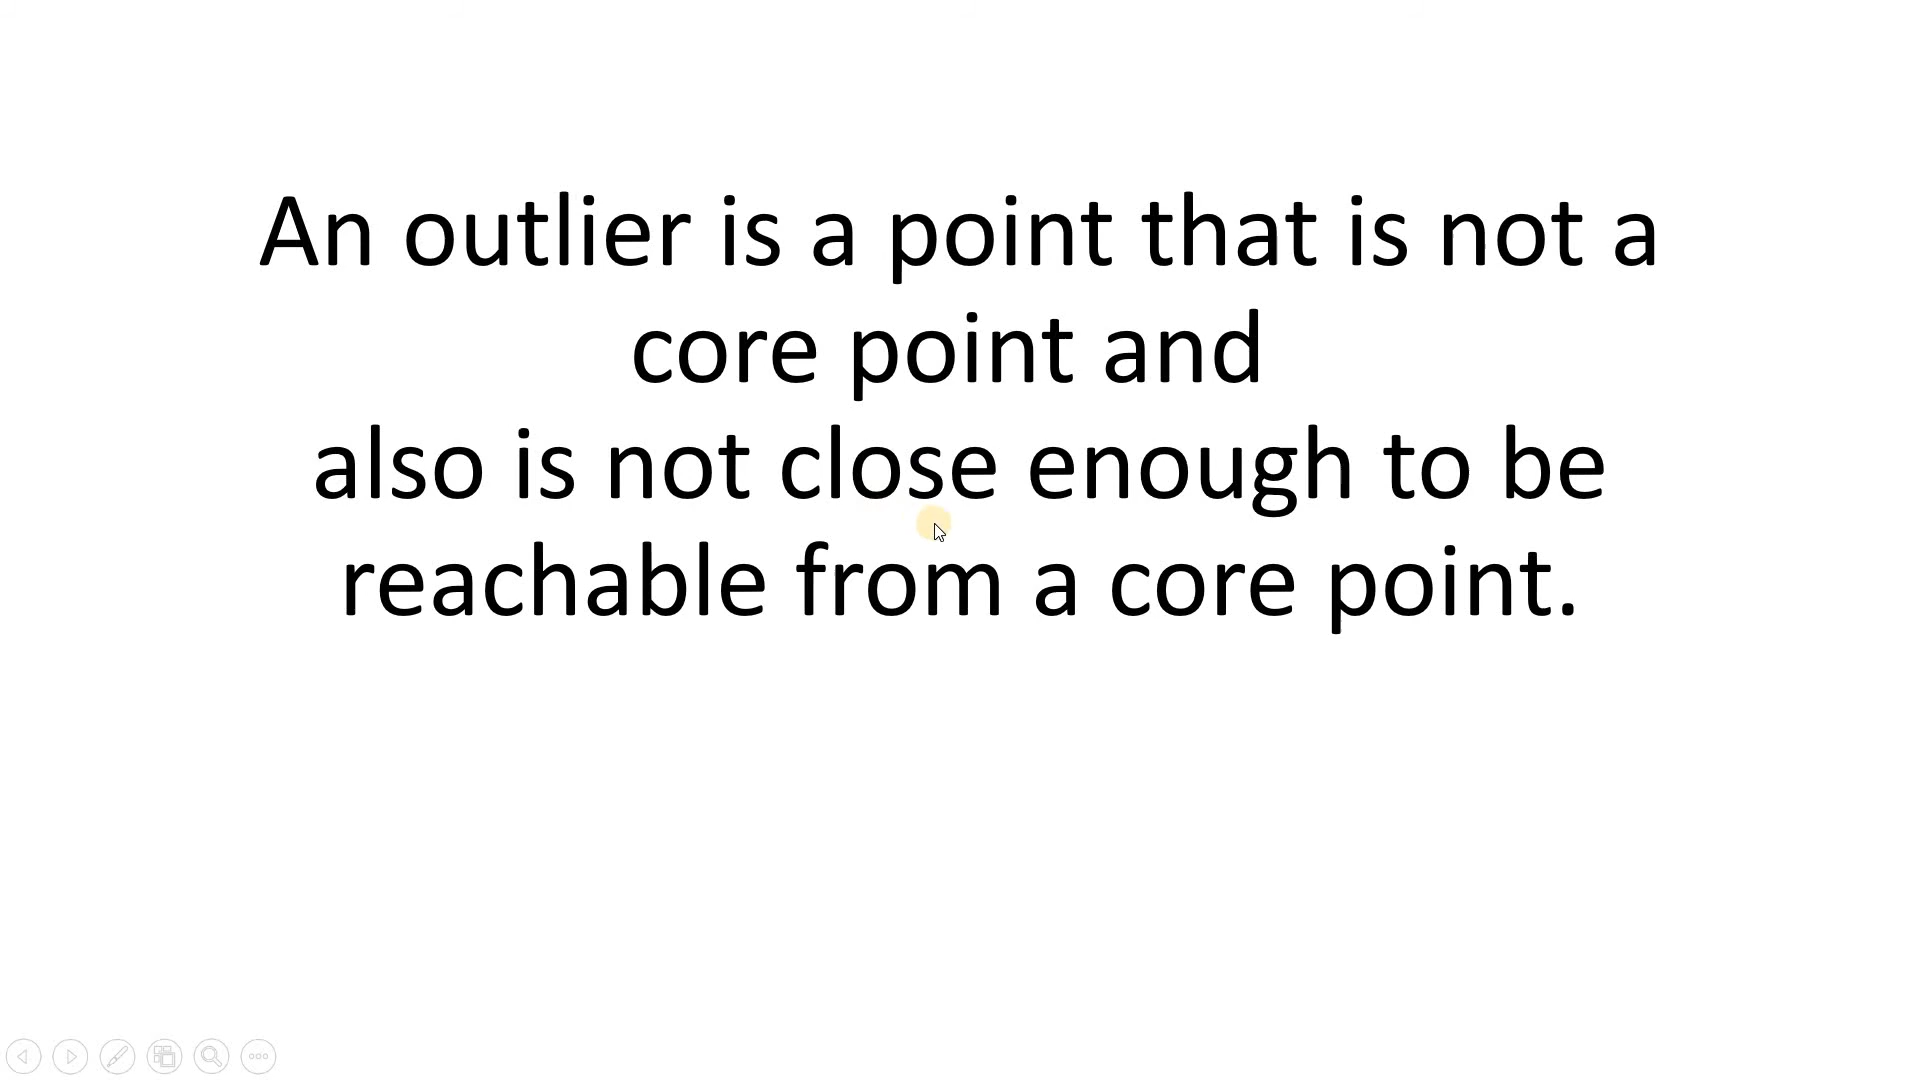 An outlier is a point that is not a
core point and
also is not close enough to be
reachable from a core point.